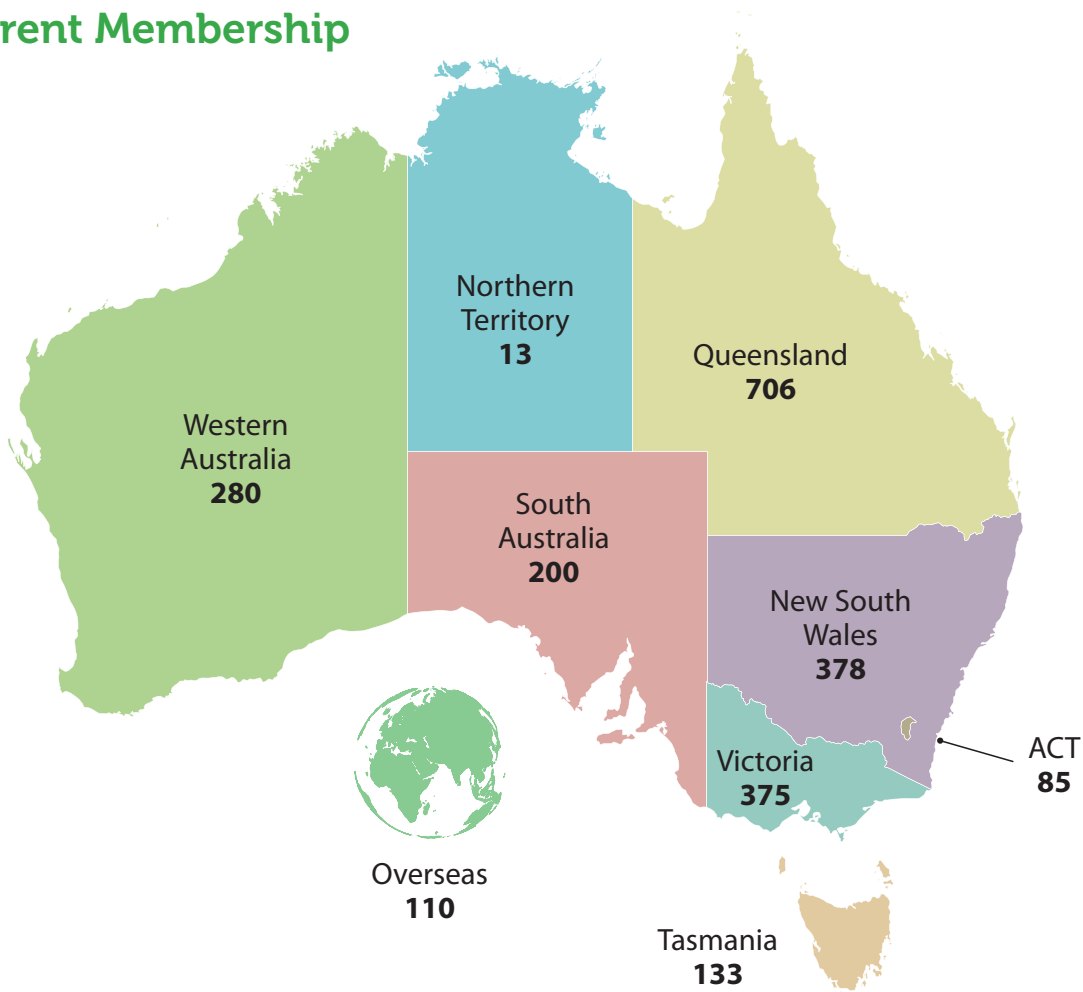 rent Membership
Northern
Territory
13
Queensland
706
Western
Australia
280
South
Australia
200
New South
Wales
378
Victoria
375
ACT
85
Overseas
110
Tasmania
133